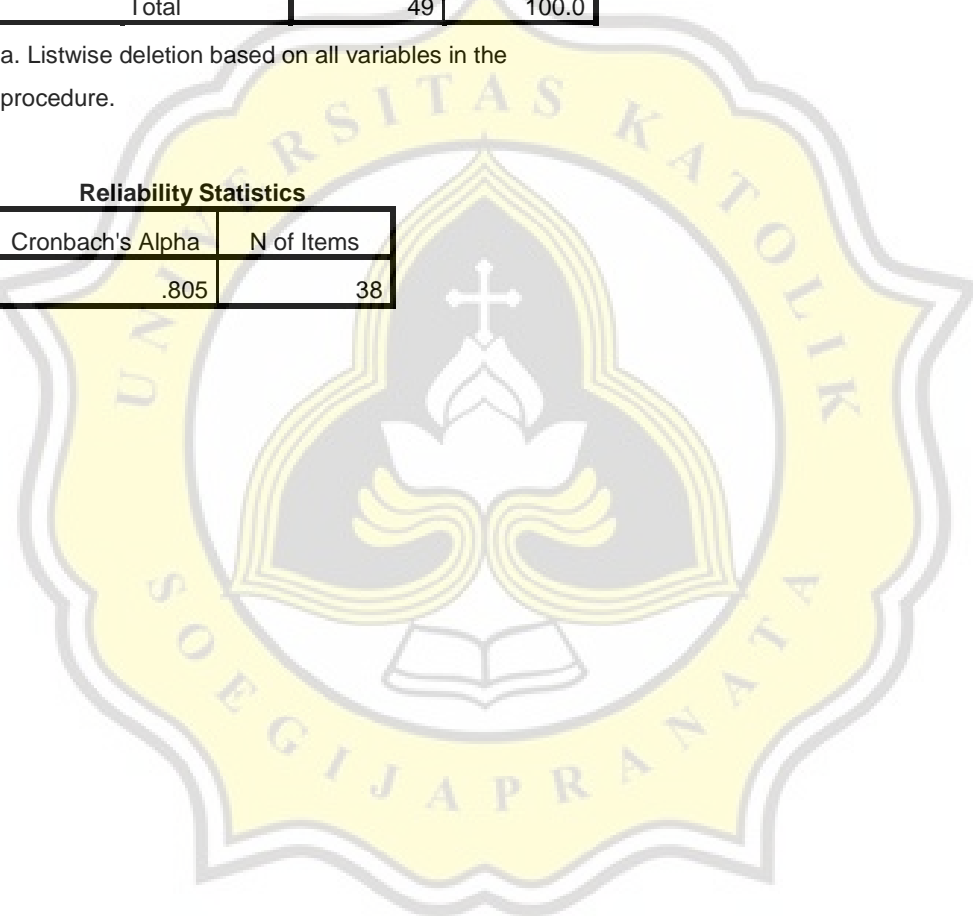 Total 49 100.0
a. Listwise deletion based on all variables in the
procedure.
Reliability Statistics
Cronbach's Alpha N of Items
.805 38
UNIVERSITAS KATOLIK
SOEGIJAPRANATA